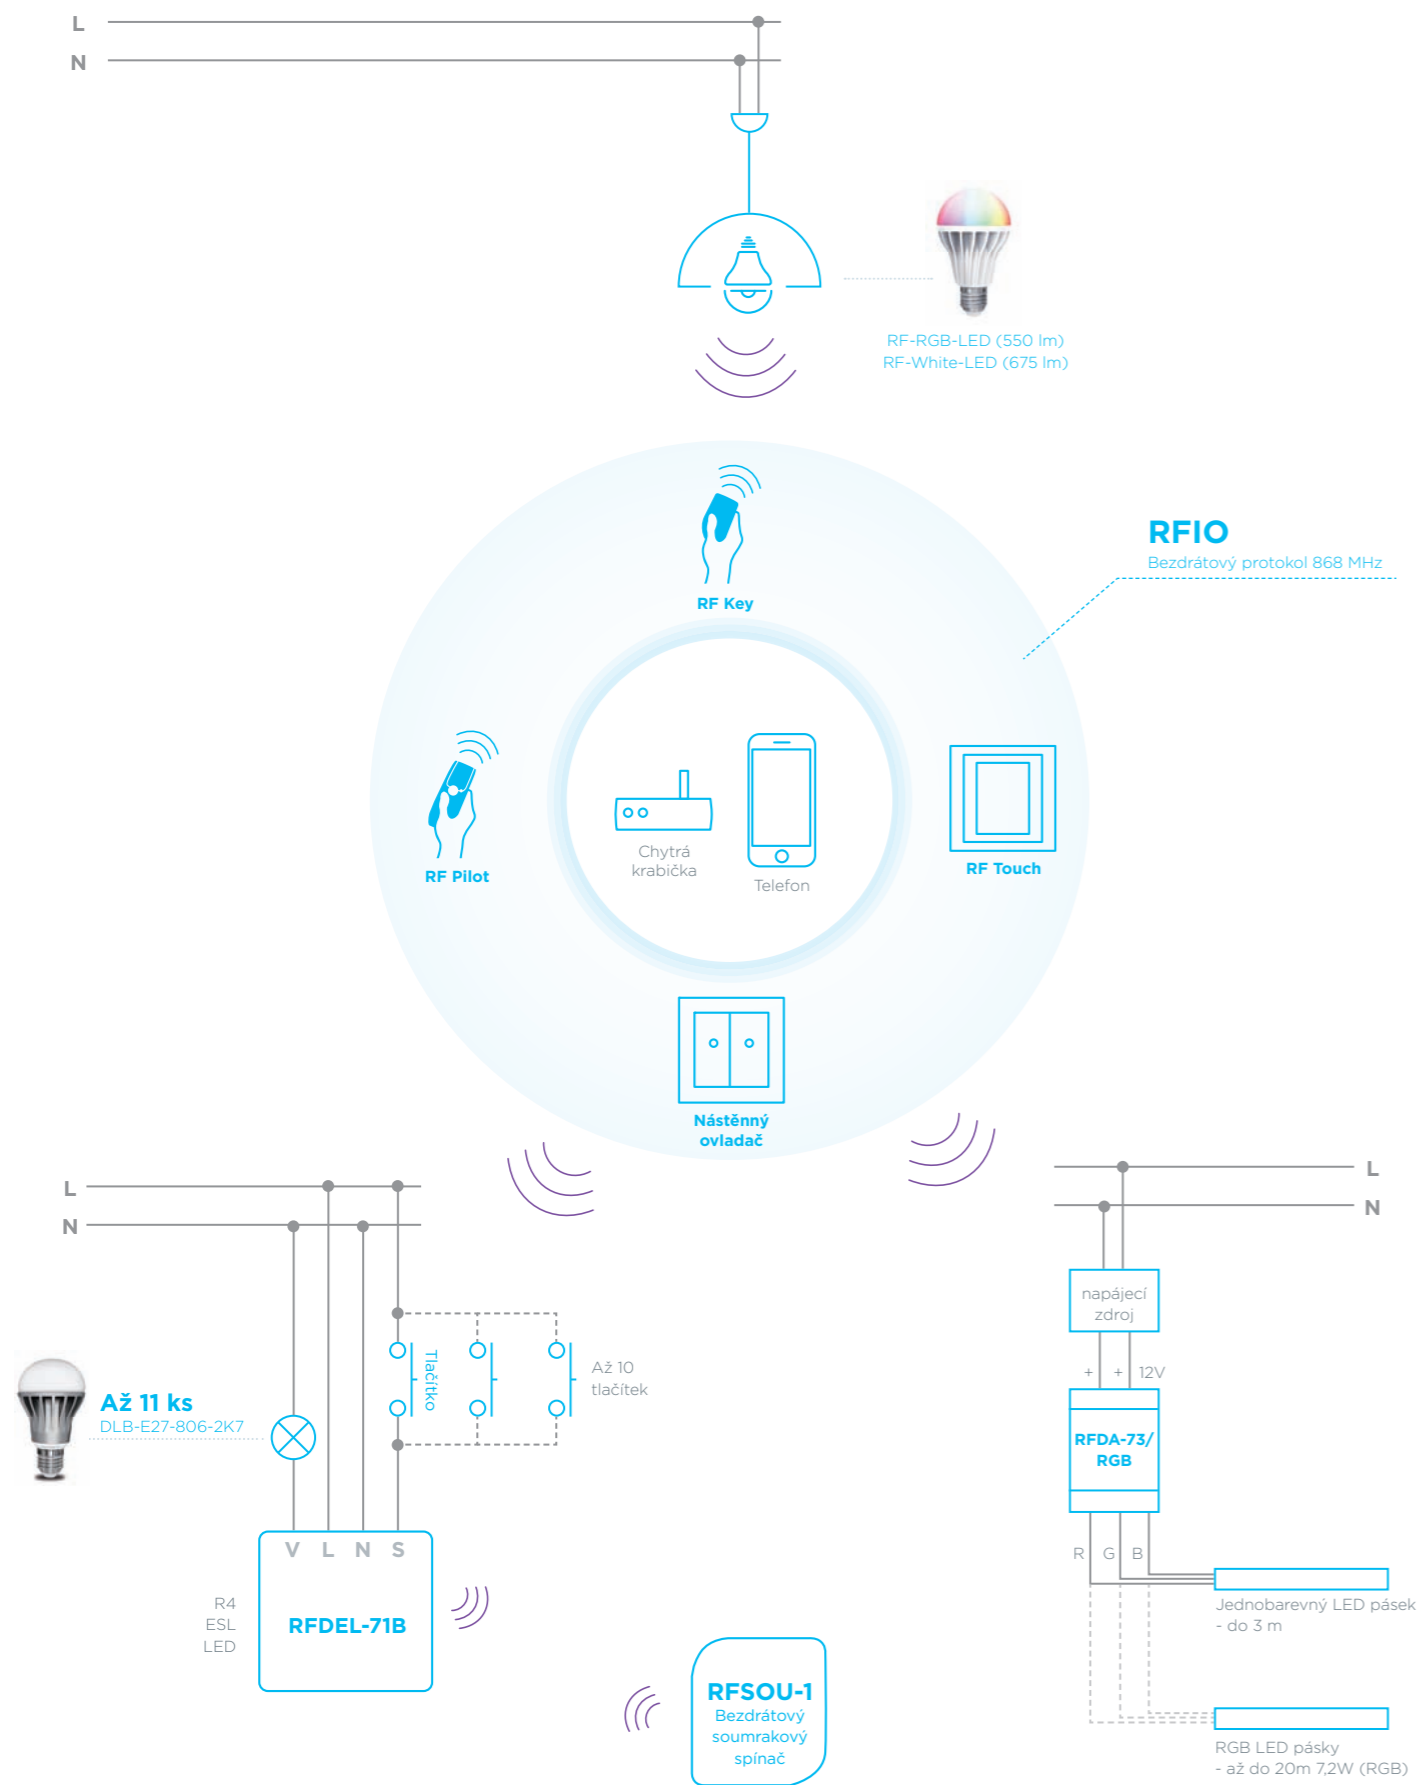 L
N
RF-RGB-LED (550 lm)
RF-White-LED (675 lm)
RFIO
Bezdrátový protokol 868 MHz
RF Key
RF Pilot
Chytrá
krabička
Telefon
RF Touch
Nástěnný
ovladač
L
N
Tlačítko
Až 10
tlačítek
Až 11 ks
DLB-E27-806-2K7
V L N S
R4
ESL
LED
RFDEL-71B
RFSOU-1
Bezdrátový
soumrakový
spínač
L
N
napájecí
zdroj
+ + 12V
RFDA-73/
RGB
R G B
Jednobarevný LED pásek
- do 3 m
RGB LED pásky
- až do 20m 7,2W (RGB)